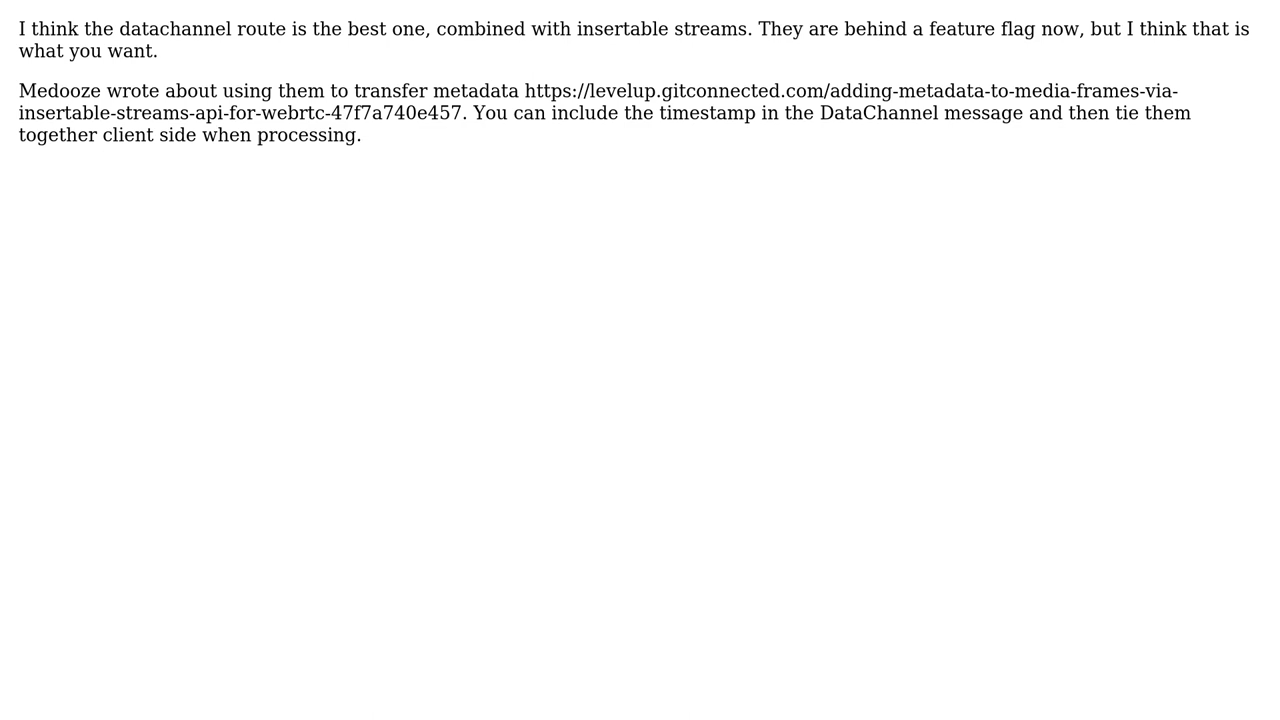 I think the datachannel route is the best one, combined with insertable streams. They are behind a feature flag now, but I think that is
what you want.
Medooze wrote about using them to transfer metadata https://levelup.gitconnected.com/adding-metadata-to-media-frames-via-
insertable-streams-api-for-webrtc-47f7a740e457. You can include the timestamp in the DataChannel message and then tie them
together client side when processing.